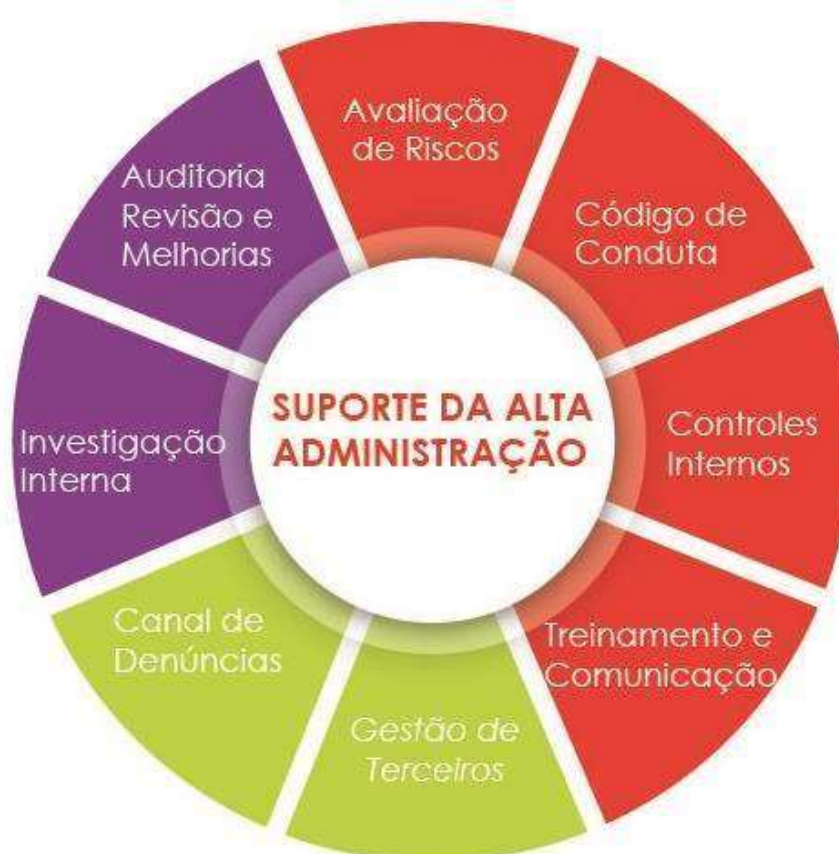 Avaliação
de Riscos
Código de
Conduta
Controles
Internos
Treinamento e
Comunicação
Gestão de
Terceiros
Canal de
Denúncias
Investigação
Interna
Auditoria
Revisão e
Melhorias
SUPORTE DA ALTA
ADMINISTRAÇÃO